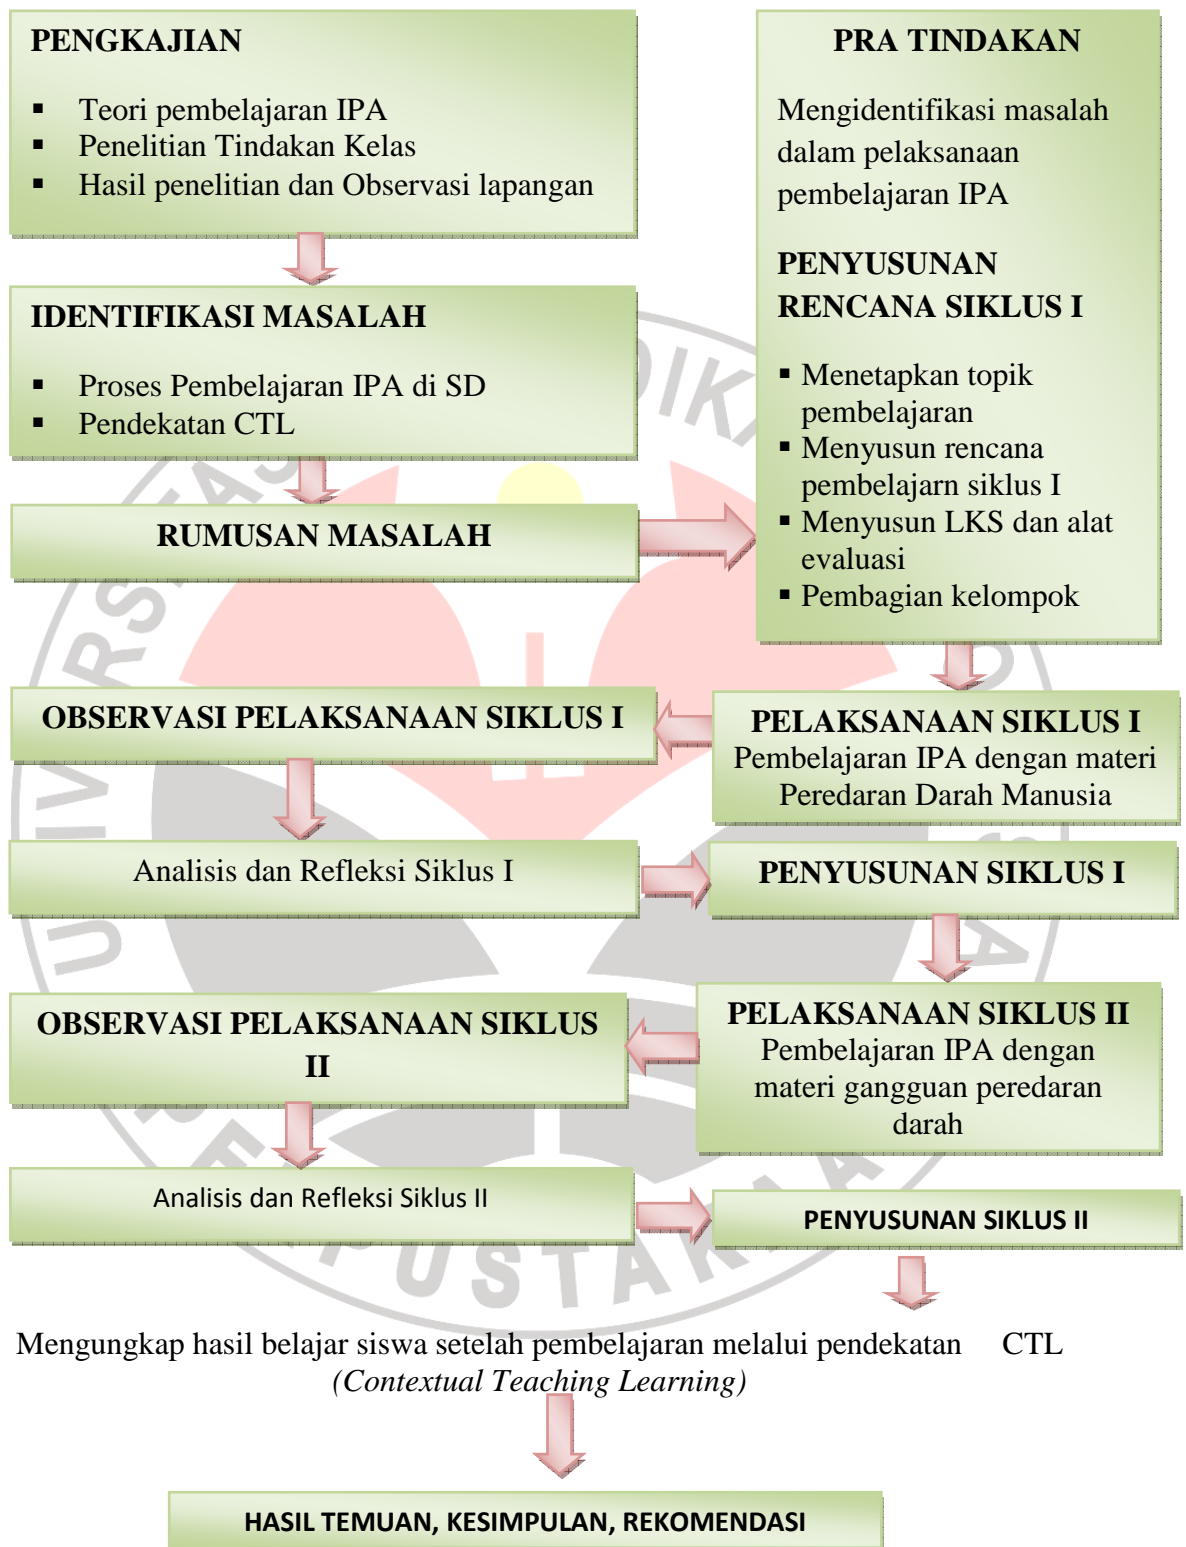 PENGKAJIAN
▪ Teori pembelajaran IPA
▪ Penelitian Tindakan Kelas
▪ Hasil penelitian dan Observasi lapangan
IDENTIFIKASI MASALAH
▪ Proses Pembelajaran IPA di SD
▪ Pendekatan CTL
RUMUSAN MASALAH
PRA TINDAKAN
Mengidentifikasi masalah
dalam pelaksanaan
pembelajaran IPA
PENYUSUNAN
RENCANA SIKLUS I
▪ Menetapkan topik
pembelajaran
▪ Menyusun rencana
pembelajarn siklus I
▪ Menyusun LKS dan alat
evaluasi
▪ Pembagian kelompok
PELAKSANAAN SIKLUS I
Pembelajaran IPA dengan materi
Peredaran Darah Manusia
OBSERVASI PELAKSANAAN SIKLUS I
Analisis dan Refleksi Siklus I
PENYUSUNAN SIKLUS I
PELAKSANAAN SIKLUS II
Pembelajaran IPA dengan
materi gangguan peredaran
darah
OBSERVASI PELAKSANAAN SIKLUS
II
Analisis dan Refleksi Siklus II
PENYUSUNAN SIKLUS II
Mengungkap hasil belajar siswa setelah pembelajaran melalui pendekatan CTL
(Contextual Teaching Learning)
HASIL TEMUAN, KESIMPULAN, REKOMENDASI